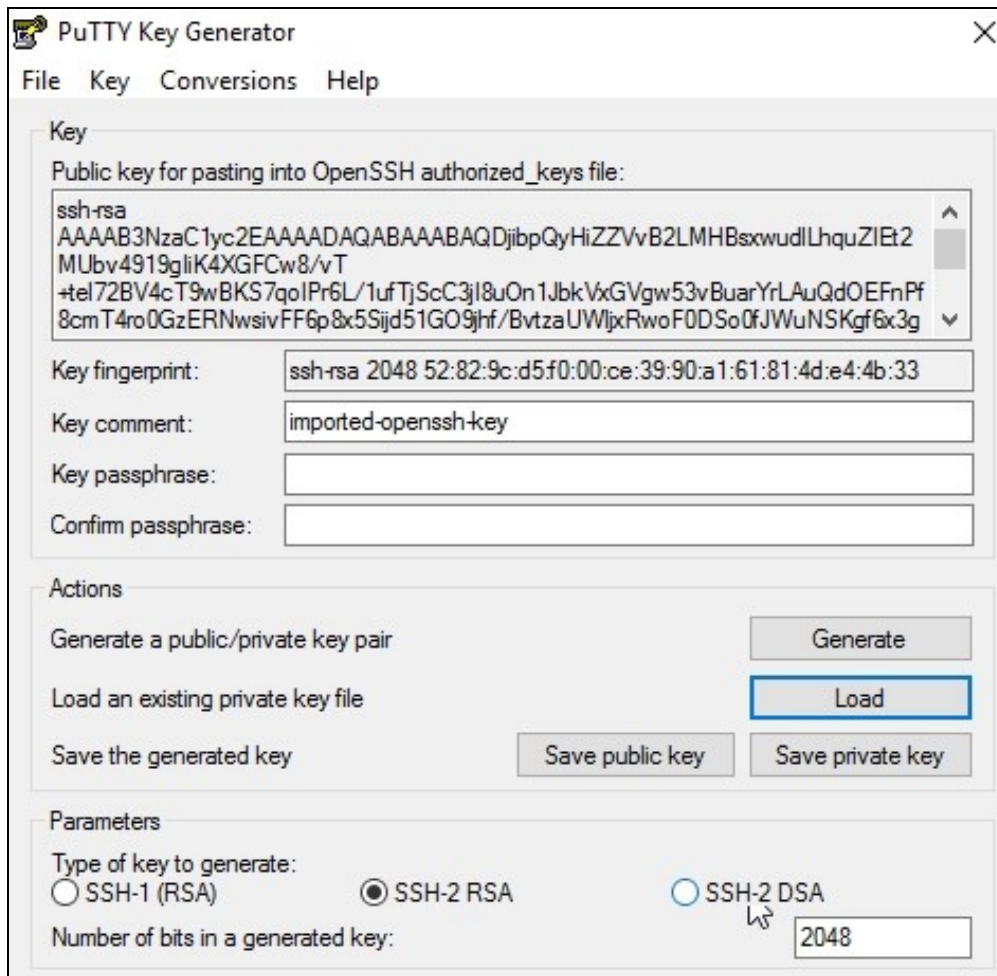 PuTTY Key Generator
File Key Conversions Help
Key
Public key for pasting into OpenSSH authorized_keys file:
ssh-rsa
AAAAB3NzaC1yc2EAAAADAQABAAABAQDjibpQyHiZZVvB2LMHBsxwudlLhquZIEt2
MUbv4919gliK4XGFCw8/vT
+tel72BV4cT9wBKS7qoIPr6L/1ufTjScC3jI8uOn1JbkVxGVgw53vBuarYrLAuQdOEFnPf
8cmT4ro0GzERNwsivFF6p8x5Sijd51GO9jhf/BvtzaUWljxRwoF0DSo0fJWuNSKgf6x3g
Key fingerprint: ssh-rsa 2048 52:82:9c:d5:f0:00:ce:39:90:a1:61:81:4d:e4:4b:33
Key comment: imported-openssh-key
Key passphrase:
Confirm passphrase:
Actions
Generate a public/private key pair Generate
Load an existing private key file Load
Save the generated key Save public key Save private key
Parameters
Type of key to generate:
SSH-1 (RSA) SSH-2 RSA SSH-2 DSA
Number of bits in a generated key: 2048